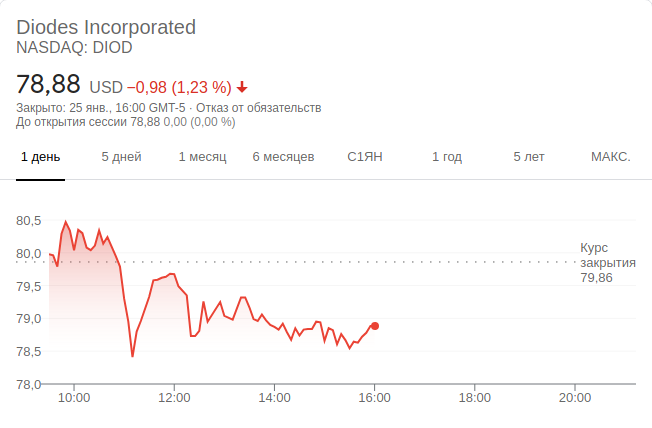 Diodes Incorporated
NASDAQ: DIOD
78,88 USD −0,98 (1,23 %)
Закрыто: 25 янв., 16:00 GMT-5 · Отказ от обязательств
До открытия сессии 78,88 0,00 (0,00 %)
1 день 5 дней 1 месяц 6 месяцев С1ЯН 1 год 5 лет МАКС.
80,5
80,0
79,5
79,0
78,5
78,0
Курс
закрытия
79,86
10:00 12:00 14:00 16:00 18:00 20:00